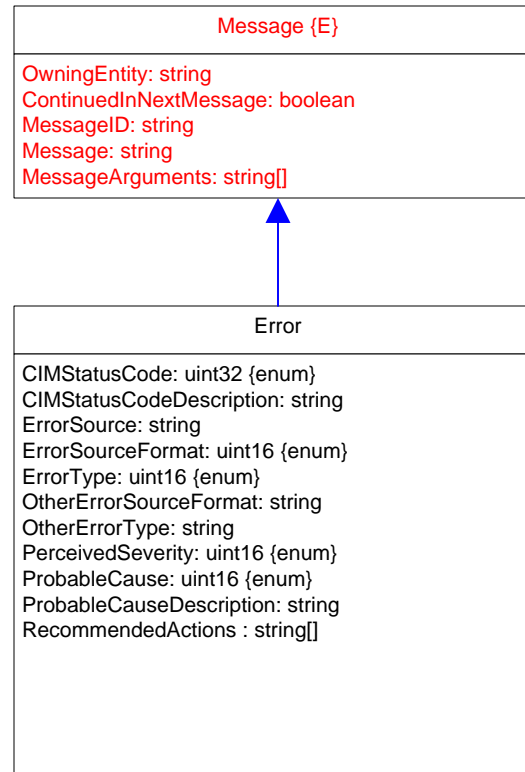 Message {E}
OwningEntity: string
ContinuedInNextMessage: boolean
MessageID: string
Message: string
MessageArguments: string[]
Error
CIMStatusCode: uint32 {enum}
CIMStatusCodeDescription: string
ErrorSource: string
ErrorSourceFormat: uint16 {enum}
ErrorType: uint16 {enum}
OtherErrorSourceFormat: string
OtherErrorType: string
PerceivedSeverity: uint16 {enum}
ProbableCause: uint16 {enum}
ProbableCauseDescription: string
RecommendedActions : string[]